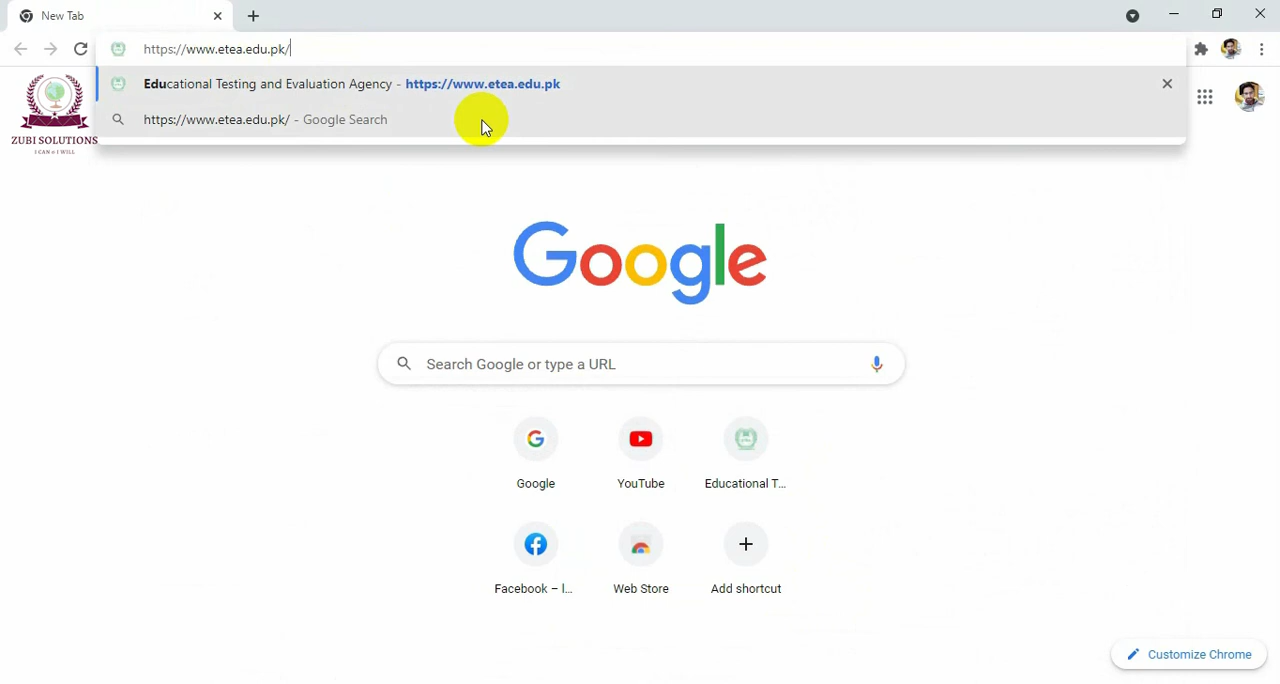 New Tab
https://www.etea.edu.pk/
Educational Testing and Evaluation Agency - https://www.etea.edu.pk
https://www.etea.edu.pk/ - Google Search
ZUBI SOLUTIONS
I CAN & I WILL
Google
Search Google or type a URL
Google
YouTube
Educational T...
Facebook – l...
Web Store
Add shortcut
Customize Chrome